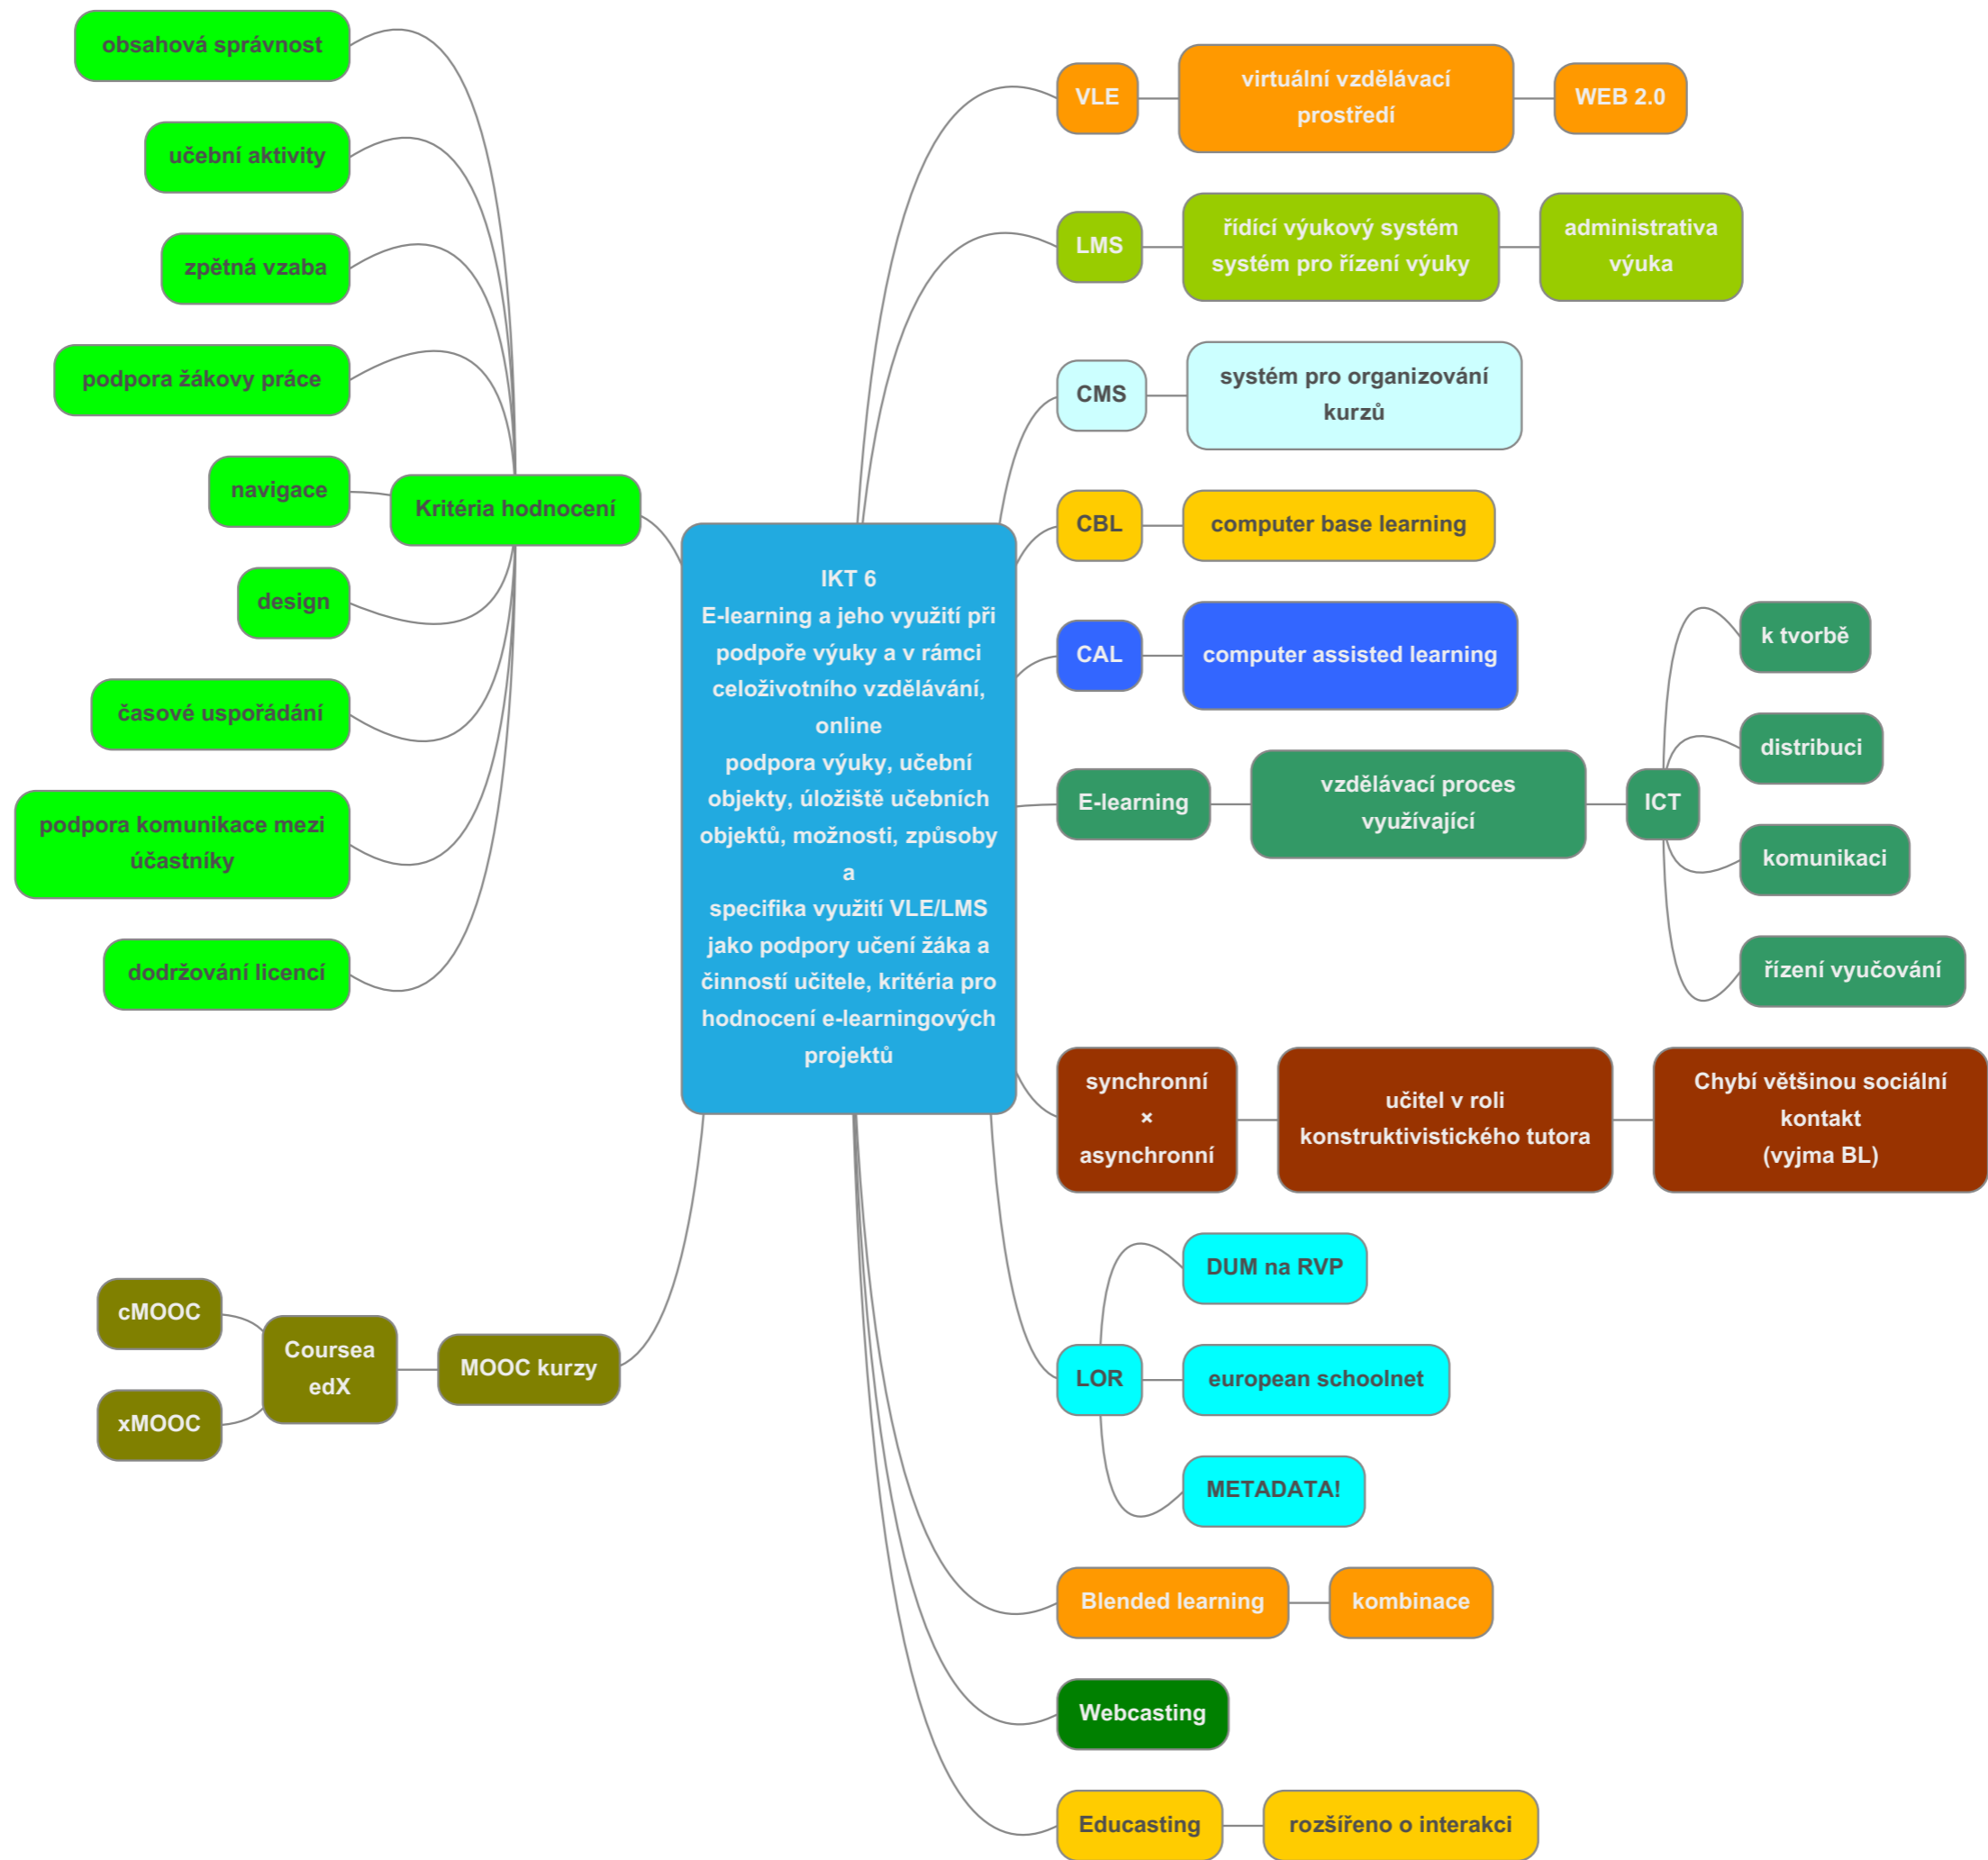 obsahová správnost
učební aktivity
zpětná vzaba
podpora žákovy práce
navigace
design
časové uspořádání
podpora komunikace mezi
účastníky
dodržování licencí
Kritéria hodnocení
cMOOC
xMOOC
Coursea
edX
MOOC kurzy
IKT 6
E-learning a jeho využití při
podpoře výuky a v rámci
celoživotního vzdělávání,
online
podpora výuky, učební
objekty, úložiště učebních
objektů, možnosti, způsoby
a
specifika využití VLE/LMS
jako podpory učení žáka a
činností učitele, kritéria pro
hodnocení e-learningových
projektů
VLE
virtuální vzdělávací
prostředí
WEB 2.0
LMS
řídící výukový systém
systém pro řízení výuky
administrativa
výuka
CMS
systém pro organizování
kurzů
CBL
computer base learning
CAL
computer assisted learning
E-learning
vzdělávací proces
využívající
ICT
k tvorbě
distribuci
komunikaci
řízení vyučování
synchronní
×
asynchronní
učitel v roli
konstruktivistického tutora
Chybí většinou sociální
kontakt
(vyjma BL)
LOR
DUM na RVP
european schoolnet
METADATA!
Blended learning
kombinace
Webcasting
Educasting
rozšířeno o interakci